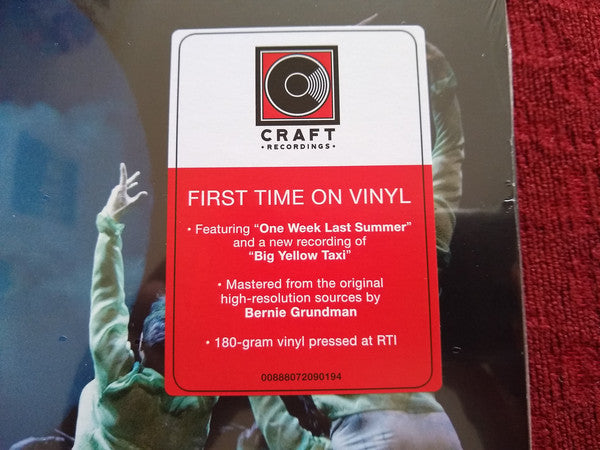 CRAFT
• RECORDINGS •
FIRST TIME ON VINYL
• Featuring “One Week Last Summer”
and a new recording of
“Big Yellow Taxi”
• Mastered from the original
high-resolution sources by
Bernie Grundman
• 180-gram vinyl pressed at RTI
00888072090194